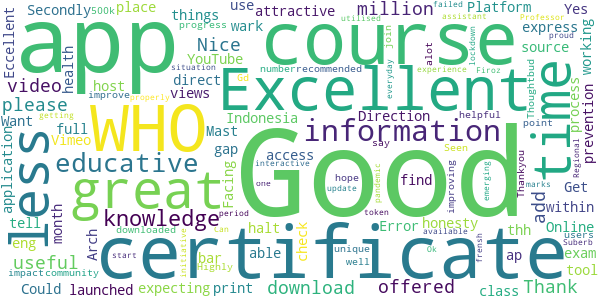 Eccellent
Secondly
500k
place
attractive
million
Platform
Yes
failed
assistant
Professor
proud
utilised
join
express
lockdown
everyday
things
progress
use
wark
Nice
health
app
course
YouTube
direct
number
recommended
alot
Firoz
source
working
situation
experience
video
improve
host
views
Excellent
Thoughtbud
process
getting
properly
please
Want
WHO
Indonesia
Direction
Mast
information
helpful
point
time
prevention
full
Vimeo
gap
say
Seen
Regional
application
less
educative
access
Good
interactive
one
hope
update
pandemic
find
improving
emerging
Thankyou
marks
Get
great
Facing
knowledge
period
token
add
within
tell
month
Arch
downloaded
start
certificate
honesty
unique
well
available
Ok
Error
frensh
thh
ap
Online
users
Suberb
eng
useful
halt
able
bar
check
exam
tool
impact
community
Could
launched
expecting
initiative
Can
Highly
print
download
offered
class
Thank
Gd